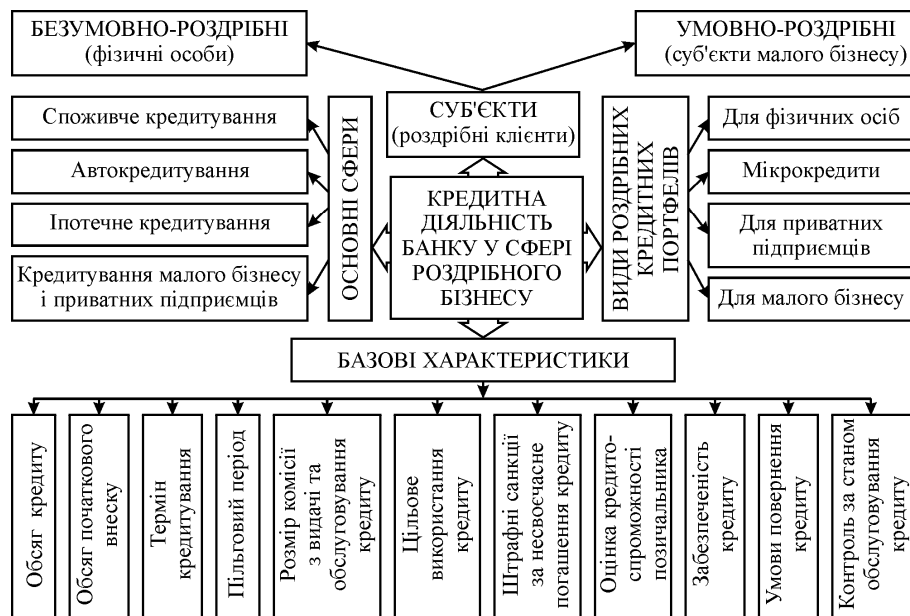 БЕЗУМОВНО-РОЗДРІБНІ
(фізичні особи)
УМОВНО-РОЗДРІБНІ
(суб'єкти малого бізнесу)
СУБ'ЄКТИ
(роздрібні клієнти)
Споживче кредитування
Автокредитування
Іпотечне кредитування
Кредитування малого бізнесу
і приватних підприємців
ОСНОВНІ СФЕРИ
КРЕДИТНА
ДІЯЛЬНІСТЬ
БАНКУ У СФЕРІ
РОЗДРІБНОГО
БІЗНЕСУ
ВИДИ РОЗДРІБНИХ
КРЕДИТНИХ
ПОРТФЕЛІВ
Для фізичних осіб
Мікрокредити
Для приватних
підприємців
Для малого бізнесу
БАЗОВІ ХАРАКТЕРИСТИКИ
Обсяг кредиту
Обсяг початкового
внеску
Термін
кредитування
Пільговий період
Розмір комісії
з видачі та
обслуговування
кредиту
Цільове
використання
кредиту
Штрафні санкції
за несвоєчасне
погашення кредиту
Оцінка кредито-
спроможності
позичальника
Забезпеченість
кредиту
Умови повернення
кредиту
Контроль за станом
обслуговування
кредиту